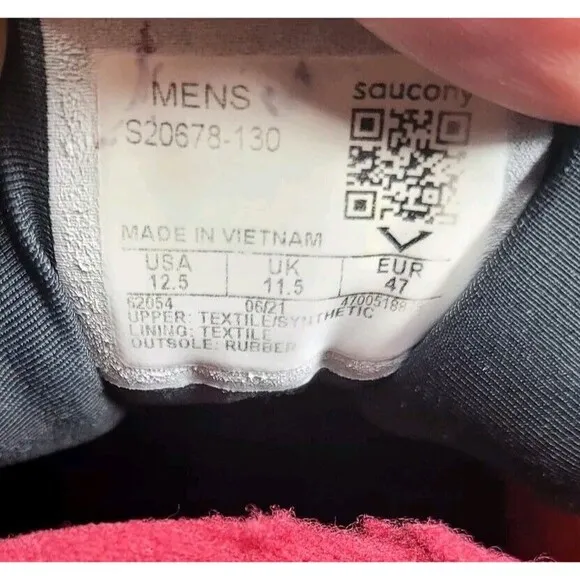 MENS
saucony
S20678-130
MADE IN VIETNAM
USA UK EUR
12.5 11.5 47
62054 06/21
UPPER: TEXTILE/SYNTHETIC
LINING: TEXTILE
OUTSOLE: RUBBER